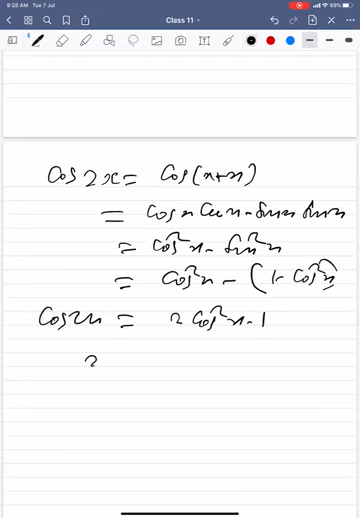 9:28 AM Tue 7 Jul
69%
Class 11
cos 2x = cos(x+x)
= cos x cos x - sin x sin x
= cos²x - sin²x
= cos²x - (1 - cos²x)
cos 2x = 2 cos²x - 1
2